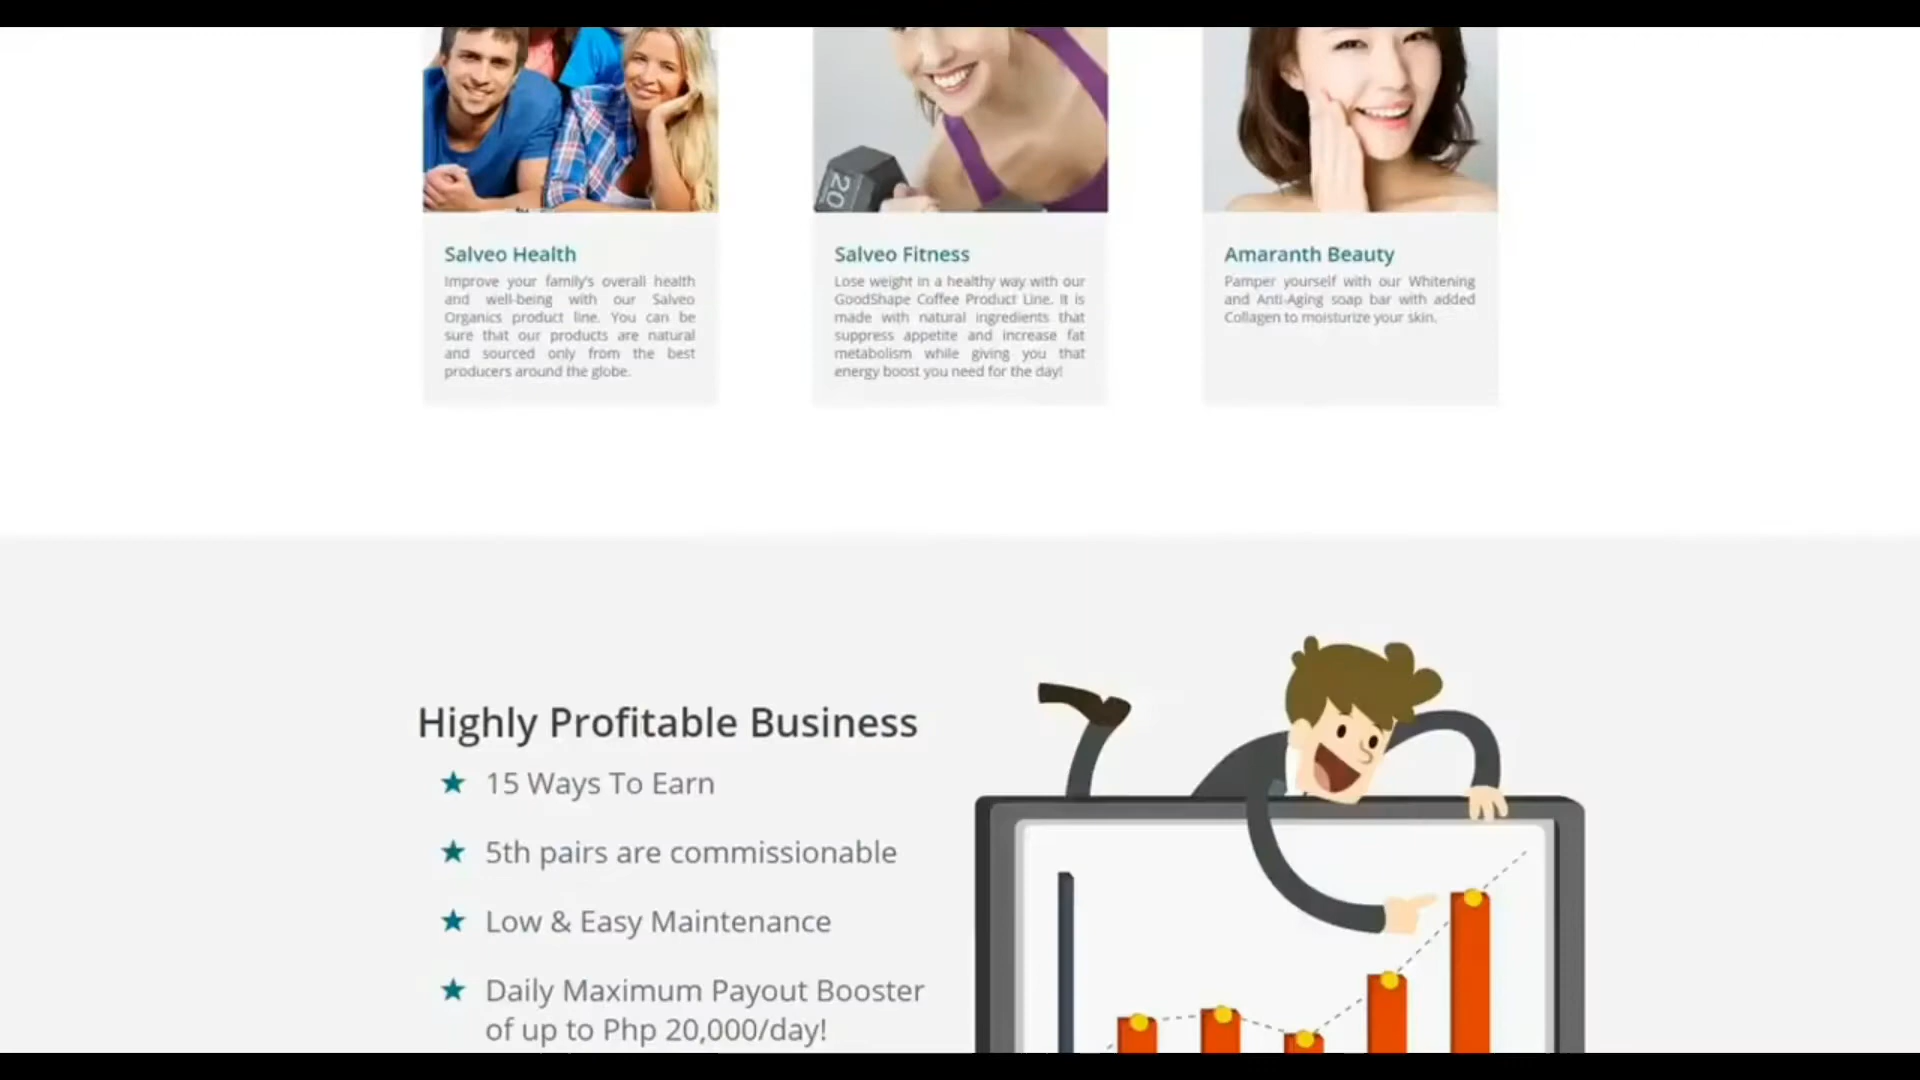 20
Salveo Health
Improve your family's overall health
and well-being with our Salveo
Organics product line. You can be
sure that our products are natural
and sourced only from the best
producers around the globe.
Salveo Fitness
Lose weight in a healthy way with our
GoodShape Coffee Product Line. It is
made with natural ingredients that
suppress appetite and increase fat
metabolism while giving you that
energy boost you need for the day!
Amaranth Beauty
Pamper yourself with our Whitening
and Anti-Aging soap bar with added
Collagen to moisturize your skin.
Highly Profitable Business
15 Ways To Earn
5th pairs are commissionable
Low & Easy Maintenance
Daily Maximum Payout Booster
of up to Php 20,000/day!